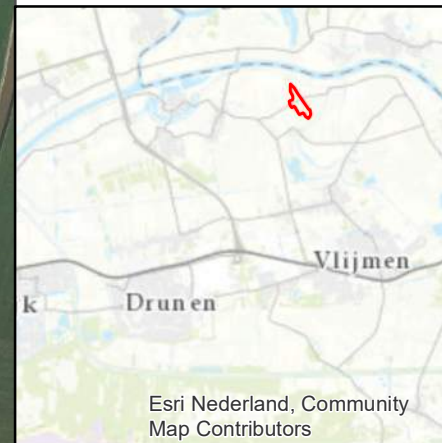 Vlijmen
k
Drunen
Esri Nederland, Community
Map Contributors